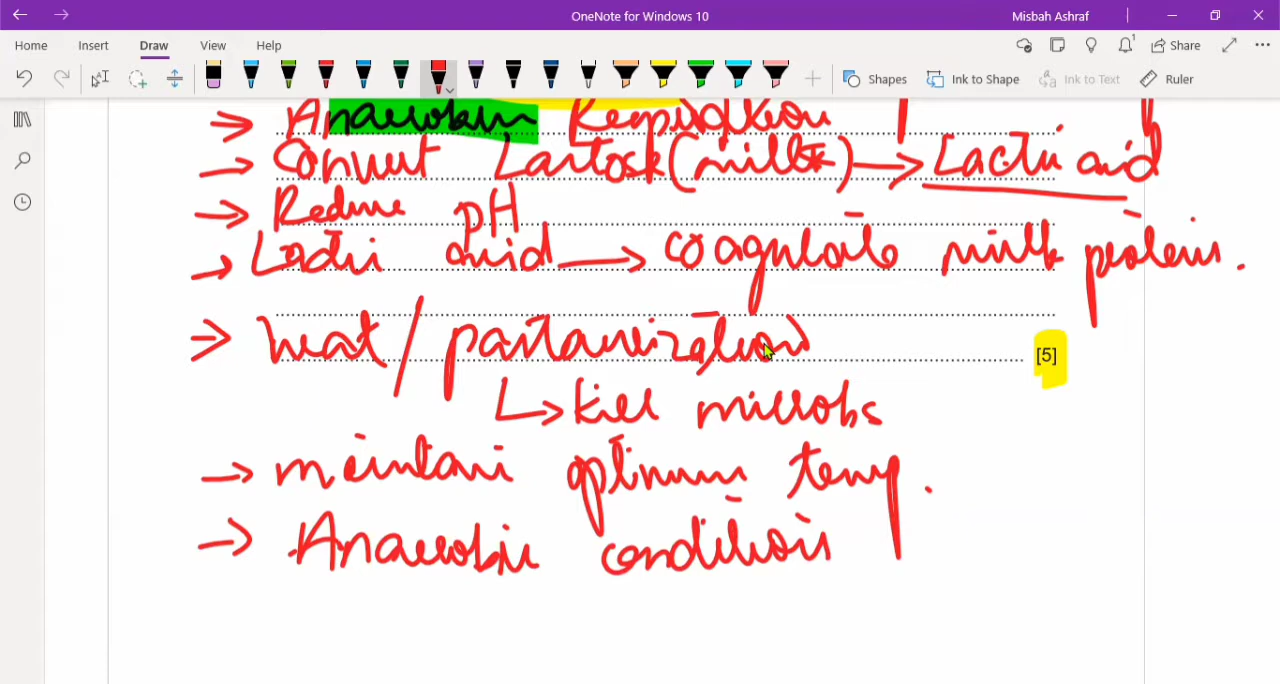 OneNote for Windows 10
Misbah Ashraf
Home Insert Draw View Help
Share
Shapes Ink to Shape Ink to Text Ruler
→ Anaerobic Respiration
→ Convert Lactose (milk) → Lactic acid
→ Reduce pH
→ Lactic acid → coagulate milk protein.
→ heat / pasteurization
[5]
↳ kill microbs
→ maintain optimum temp.
→ Anaerobic conditions